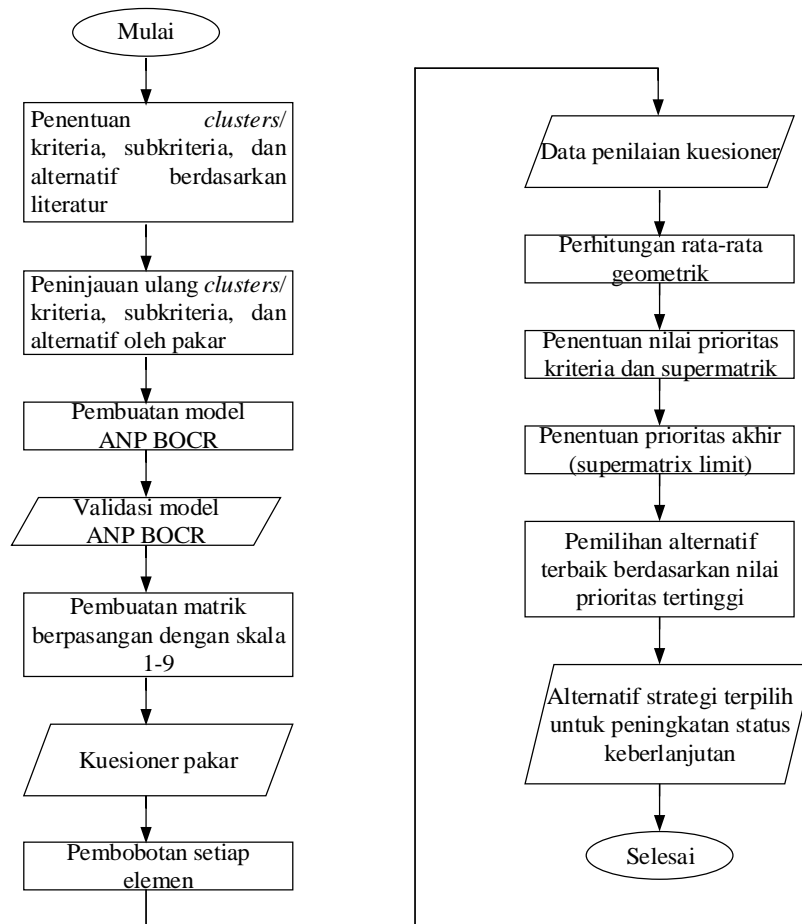 Mulai
Penentuan clusters/
kriteria, subkriteria, dan
alternatif berdasarkan
literatur
Peninjauan ulang clusters/
kriteria, subkriteria, dan
alternatif oleh pakar
Pembuatan model
ANP BOCR
Validasi model
ANP BOCR
Pembuatan matrik
berpasangan dengan skala
1-9
Kuesioner pakar
Pembobotan setiap
elemen
Data penilaian kuesioner
Perhitungan rata-rata
geometrik
Penentuan nilai prioritas
kriteria dan supermatrik
Penentuan prioritas akhir
(supermatrix limit)
Pemilihan alternatif
terbaik berdasarkan nilai
prioritas tertinggi
Alternatif strategi terpilih
untuk peningkatan status
keberlanjutan
Selesai